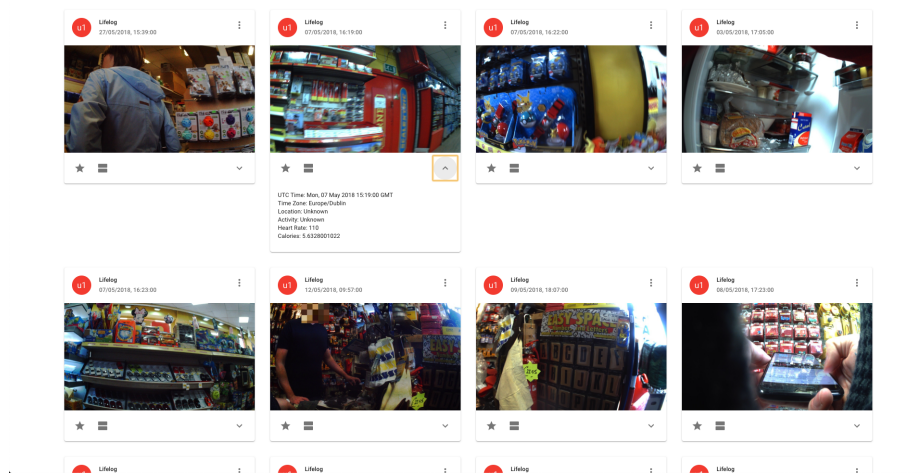 u1
Lifelog
27/05/2018, 15:39:00
u1
Lifelog
07/05/2018, 16:19:00
u1
Lifelog
07/05/2018, 16:22:00
u1
Lifelog
03/05/2018, 17:05:00
UTC Time: Mon, 07 May 2018 15:19:00 GMT
Time Zone: Europe/Dublin
Location: Unknown
Activity: Unknown
Heart Rate: 110
Calories: 5.6328001022
u1
Lifelog
07/05/2018, 16:23:00
u1
Lifelog
12/05/2018, 09:57:00
u1
Lifelog
09/05/2018, 18:07:00
u1
Lifelog
08/05/2018, 17:23:00
Lifelog
Lifelog
Lifelog
Lifelog